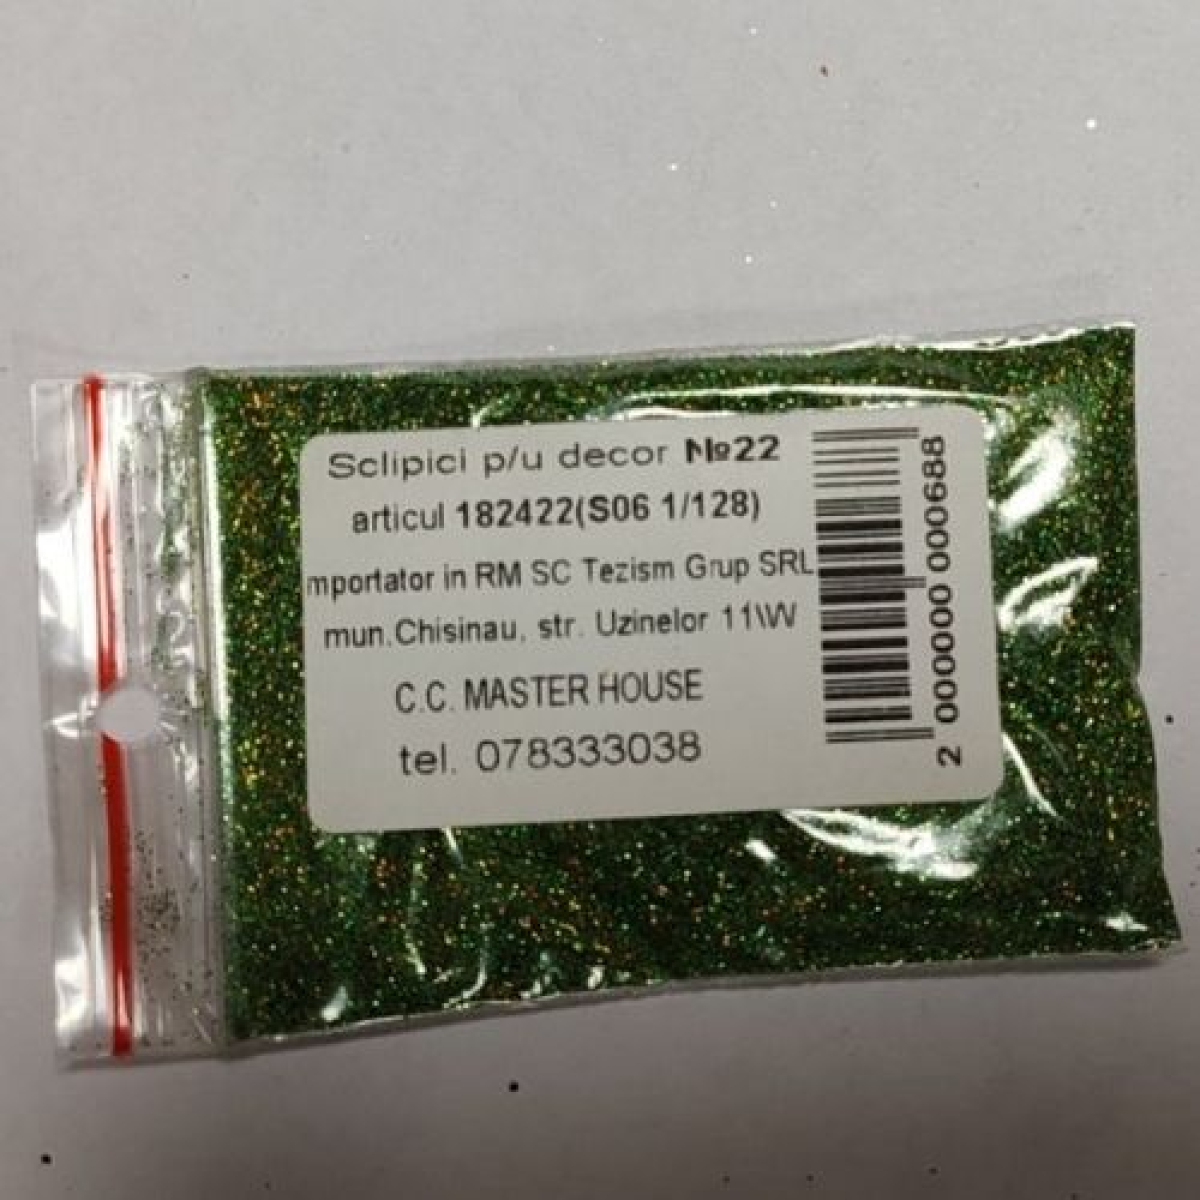 Sclipici p/u decor №22
articul 182422(S06 1/128)
mportator in RM SC Tezism Grup SRL
mun.Chisinau, str. Uzinelor 11\W
C.C. MASTER HOUSE
tel. 078333038
2 000000 000688